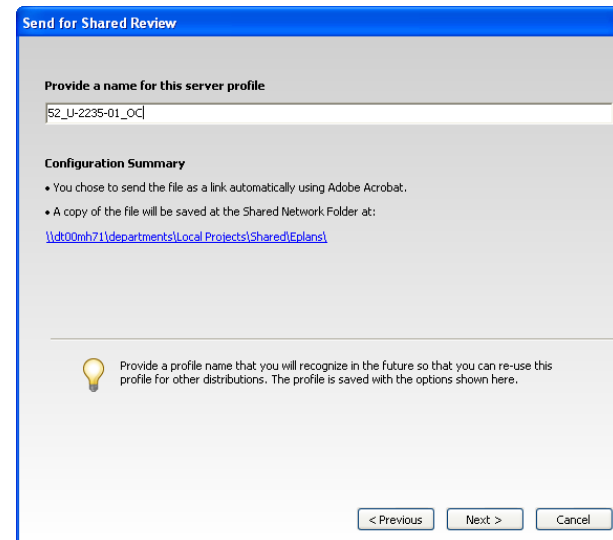 Send for Shared Review
Provide a name for this server profile
52_U-2235-01_OC
Configuration Summary
• You chose to send the file as a link automatically using Adobe Acrobat.
• A copy of the file will be saved at the Shared Network Folder at:
\\dt00mh71\departments\Local Projects\Shared\Eplans\
Provide a profile name that you will recognize in the future so that you can re-use this
profile for other distributions. The profile is saved with the options shown here.
< Previous
Next >
Cancel